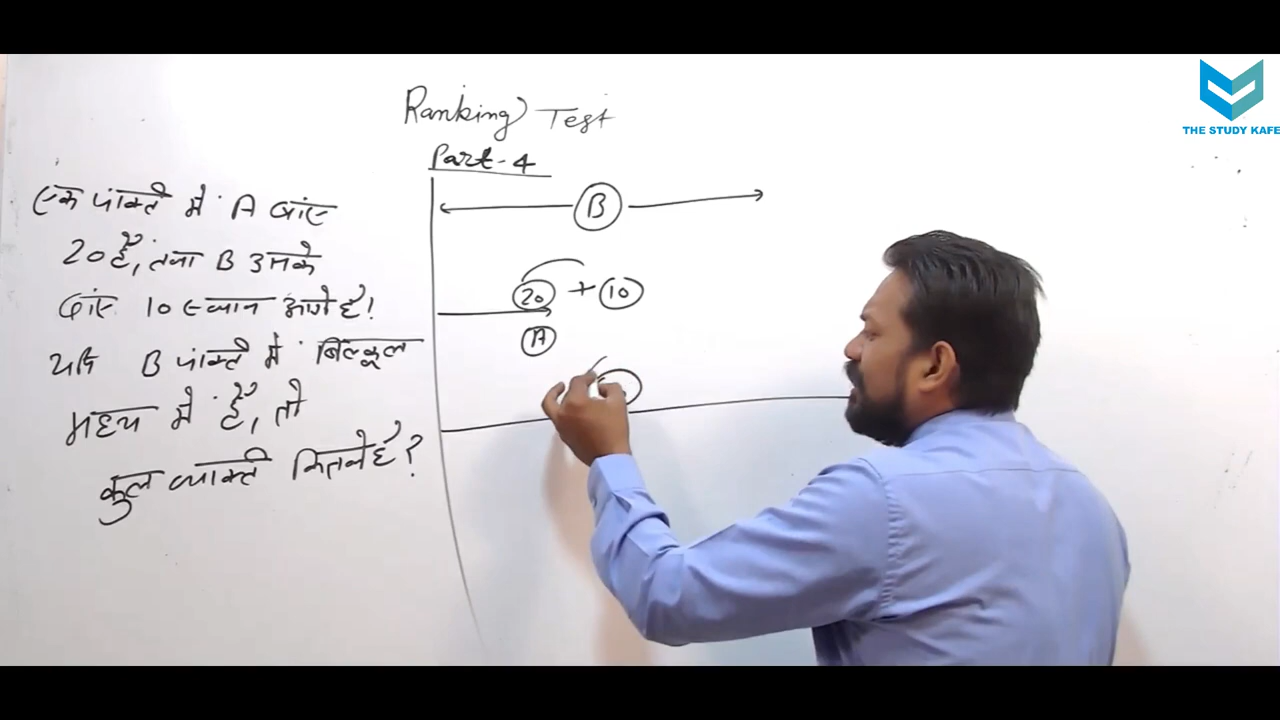 Ranking Test
Part-4
एक पंक्ति में A बांए
20 है, तथा B उसके
दांए 10 स्थान आगे है!
यदि B पंक्ति में बिल्कूल
मध्य में है, तो
कुल व्यक्ति कितने है?
B
20 + 10
A
THE STUDY KAFE